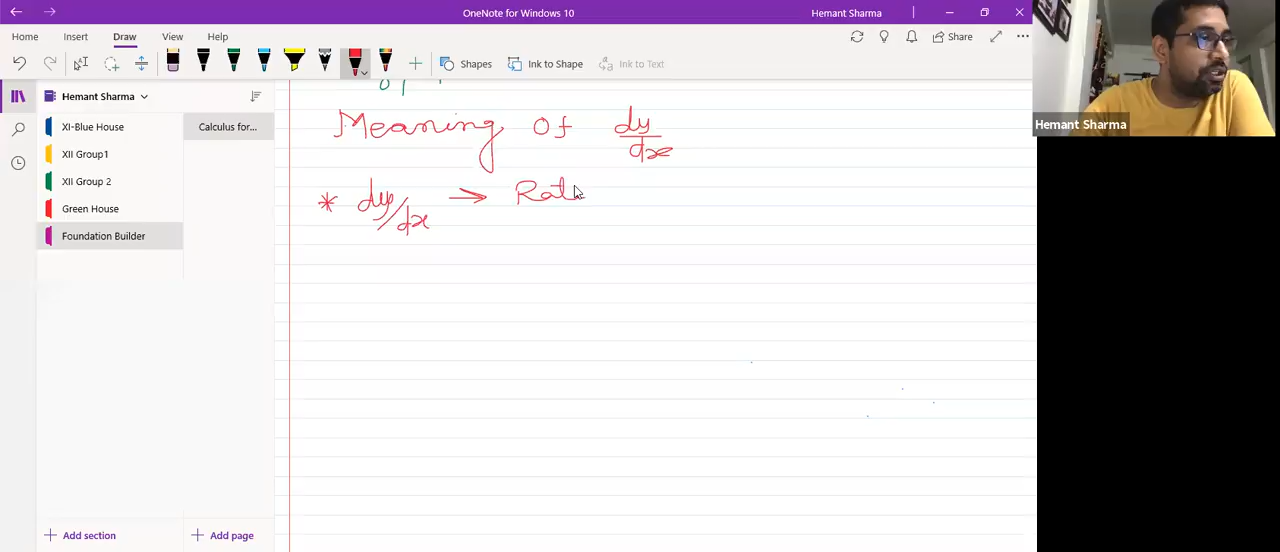 OneNote for Windows 10
Hemant Sharma
Home Insert Draw View Help
Share
Shapes Ink to Shape Ink to Text
Hemant Sharma
XI-Blue House
XII Group1
XII Group 2
Green House
Foundation Builder
Add section
Calculus for...
Add page
Meaning Of dy/dx
* dy/dx → Rat
Hemant Sharma